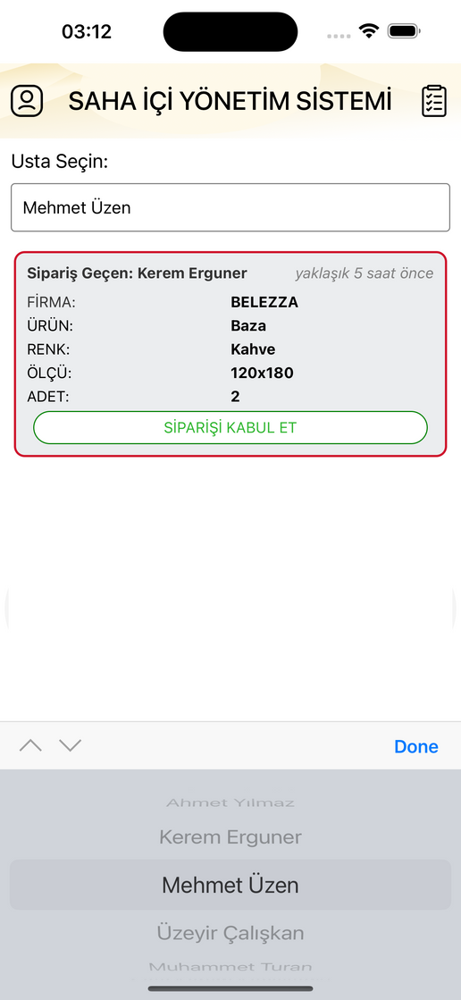 03:12
SAHA İÇİ YÖNETİM SİSTEMİ
Usta Seçin:
Mehmet Üzen
Sipariş Geçen: Kerem Erguner yaklaşık 5 saat önce
FİRMA: BELEZZA
ÜRÜN: Baza
RENK: Kahve
ÖLÇÜ: 120x180
ADET: 2
SİPARİŞİ KABUL ET
Done
Ahmet Yılmaz
Kerem Erguner
Mehmet Üzen
Üzeyir Çalışkan
Muhammet Turan